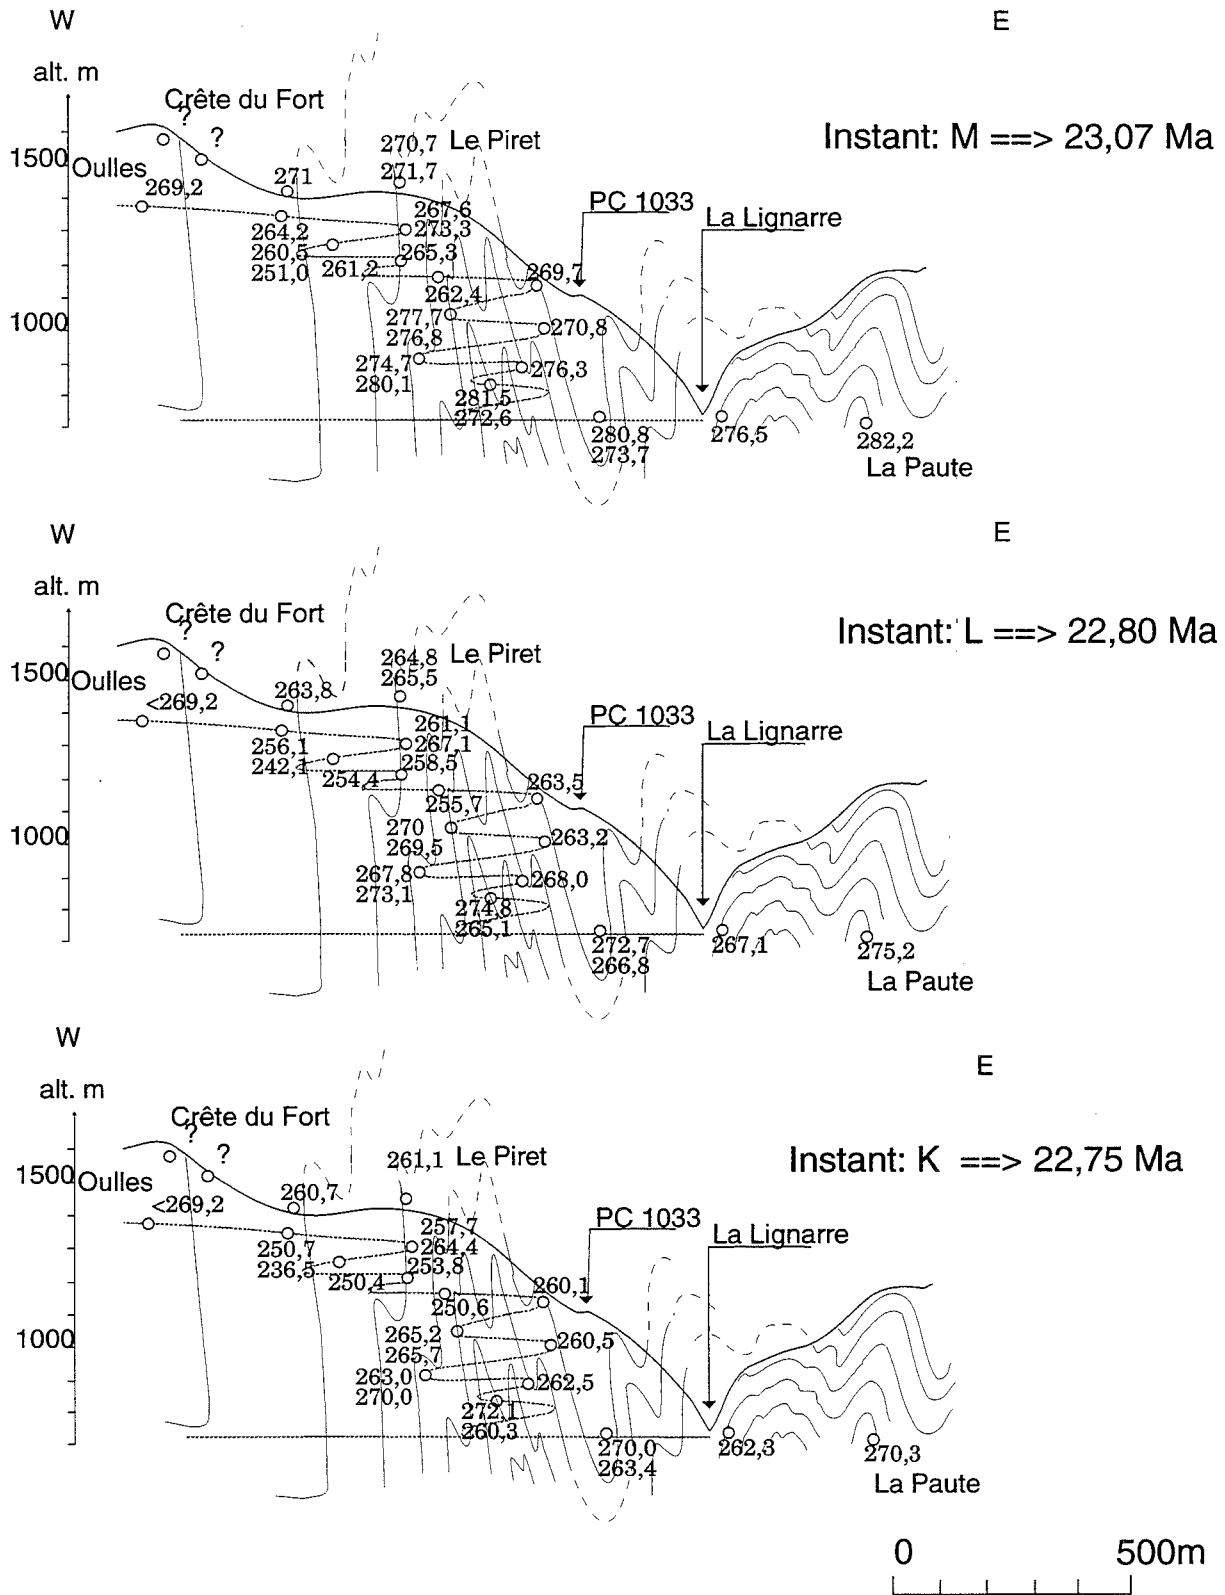 W
E
alt. m
Crête du Fort
?
?
1500
Oulles
270,7
271,7
Le Piret
Instant: M ==> 23,07 Ma
269,2
271
PC 1033
La Lignarre
267,6
273,3
264,2
260,5
251,0
261,2
265,3
262,4
269,7
1000
277,7
276,8
270,8
274,7
280,1
276,3
281,5
272,6
280,8
273,7
276,5
282,2
La Paute
W
E
alt. m
Crête du Fort
?
?
1500
Oulles
264,8
265,5
Le Piret
Instant: L ==> 22,80 Ma
<269,2
263,8
PC 1033
La Lignarre
261,1
267,1
256,1
242,1
254,4
258,5
255,7
263,5
1000
270
269,5
263,2
267,8
273,1
268,0
274,8
265,1
272,7
266,8
267,1
275,2
La Paute
W
E
alt. m
Crête du Fort
?
?
1500
Oulles
261,1
Le Piret
Instant: K ==> 22,75 Ma
<269,2
260,7
PC 1033
La Lignarre
257,7
264,4
250,7
236,5
250,4
253,8
250,6
260,1
1000
265,2
265,7
260,5
263,0
270,0
262,5
272,1
260,3
270,0
263,4
262,3
270,3
La Paute
0 500m